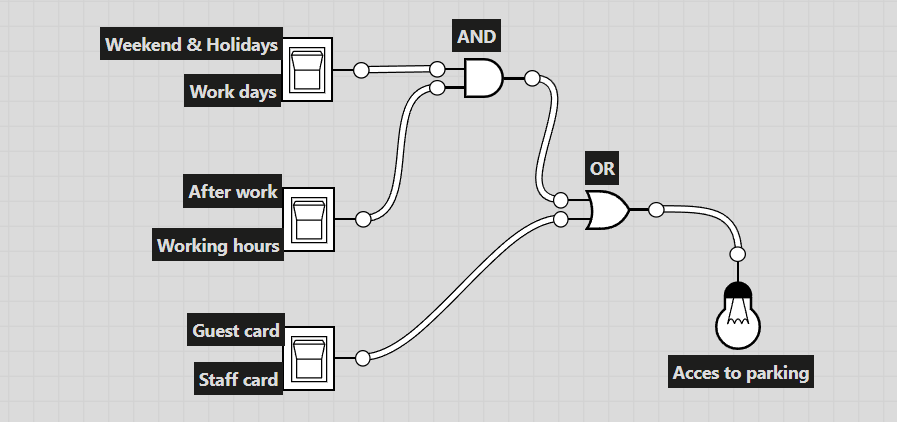 Weekend & Holidays
Work days
AND
After work
Working hours
OR
Guest card
Staff card
Acces to parking